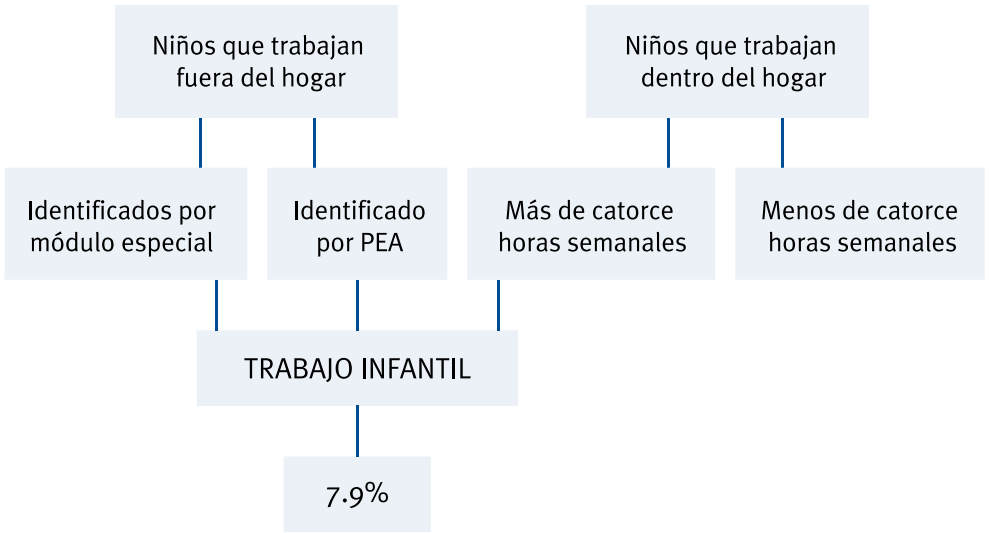 Niños que trabajan
fuera del hogar
Niños que trabajan
dentro del hogar
Identificados por
módulo especial
Identificado
por PEA
Más de catorce
horas semanales
Menos de catorce
horas semanales
TRABAJO INFANTIL
7.9%